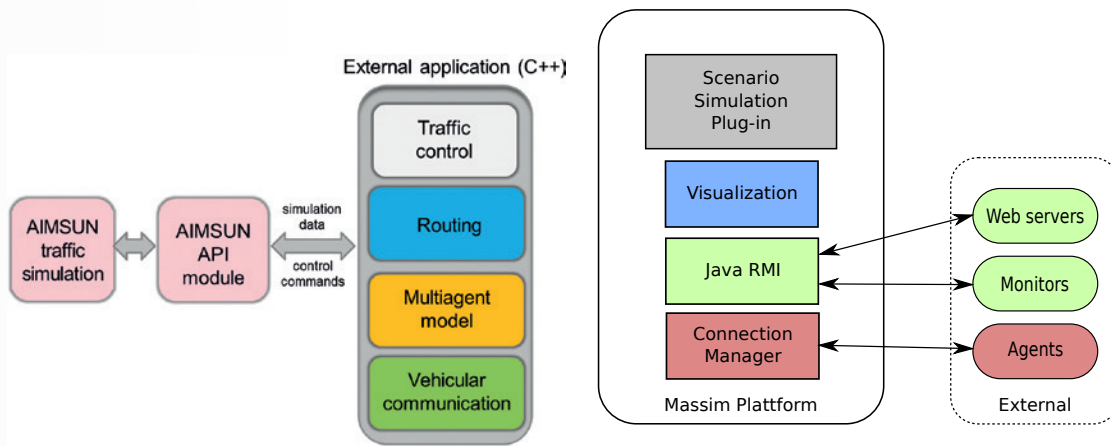 External application (C++)
Traffic
control
Routing
Multiagent
model
Vehicular
communication
AIMSUN
traffic
simulation
AIMSUN
API
module
simulation
data
control
commands
Scenario
Simulation
Plug-in
Visualization
Java RMI
Connection
Manager
Massim Plattform
Web servers
Monitors
Agents
External